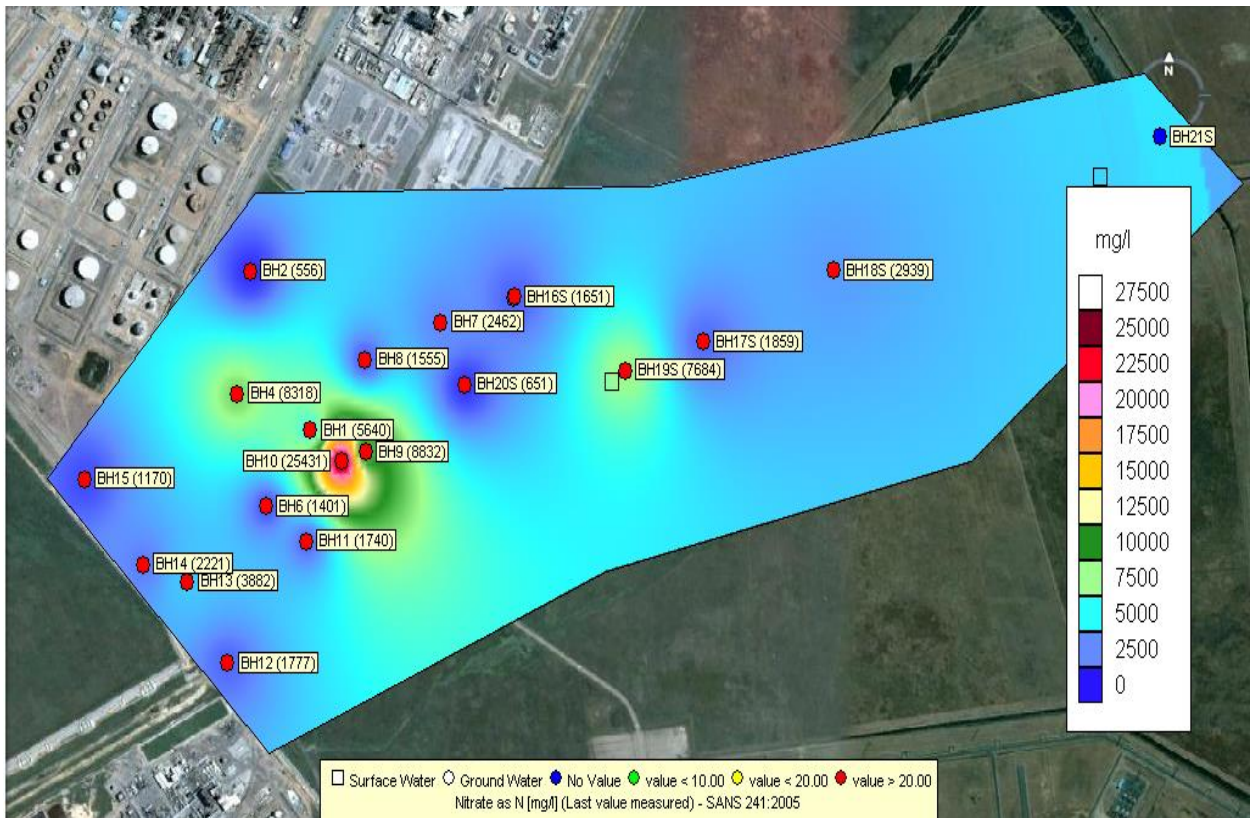 N
BH21S
mg/l
BH2 (556)
BH18S (2939)
27500
BH16S (1651)
25000
BH7 (2462)
22500
BH17S (1859)
BH8 (1555)
BH19S (7684)
20000
BH20S (651)
BH4 (8318)
17500
BH1 (5640)
15000
BH10 (25431)
BH9 (8832)
BH15 (1170)
12500
BH6 (1401)
10000
BH11 (1740)
7500
BH14 (2221)
BH13 (3882)
5000
2500
BH12 (1777)
0
Surface Water Ground Water No Value value < 10.00 value < 20.00 value > 20.00
Nitrate as N [mg/l] (Last value measured) - SANS 241:2005